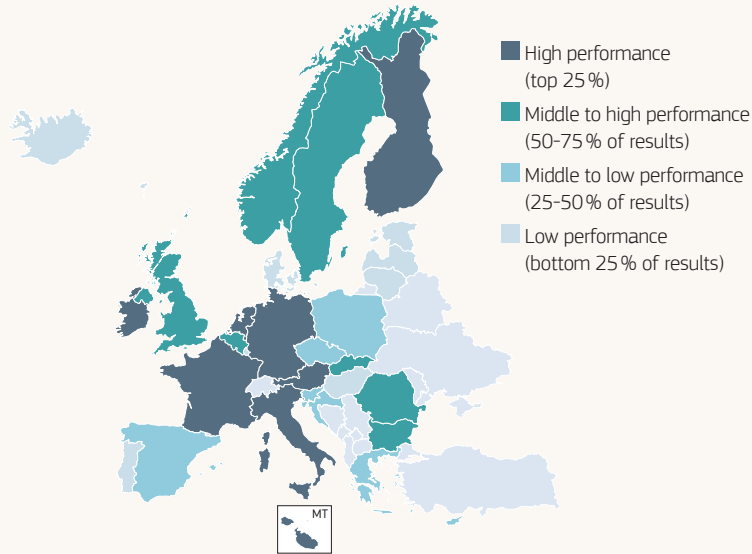 High performance
(top 25 %)
Middle to high performance
(50-75 % of results)
Middle to low performance
(25-50 % of results)
Low performance
(bottom 25 % of results)
MT